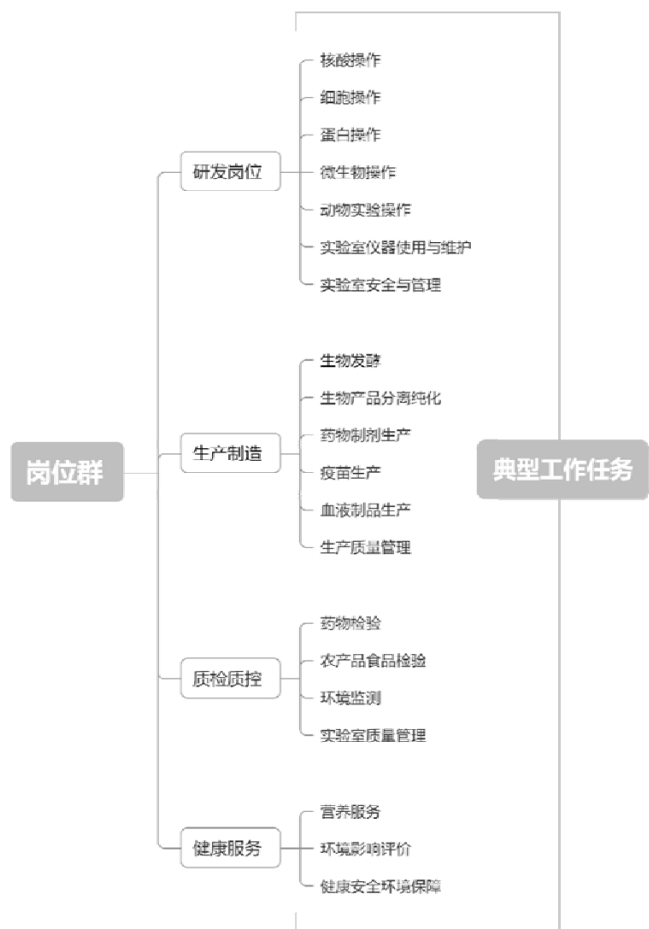 岗位群
研发岗位
核酸操作
细胞操作
蛋白操作
微生物操作
动物实验操作
实验室仪器使用与维护
实验室安全与管理
生产制造
生物发酵
生物产品分离纯化
药物制剂生产
疫苗生产
血液制品生产
生产质量管理
质检质控
药物检验
农产品食品检验
环境监测
实验室质量管理
健康服务
营养服务
环境影响评价
健康安全环境保障
典型工作任务